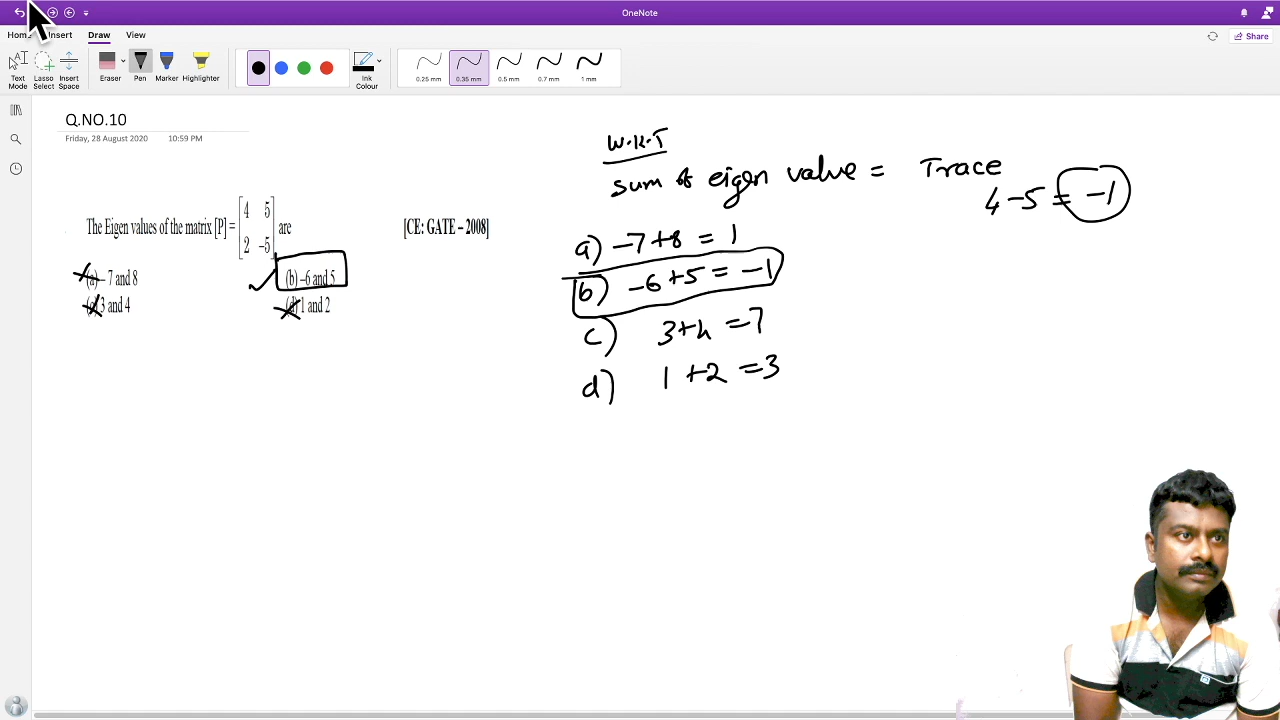 OneNote
Home Insert Draw View
Share
Text Mode
Lasso Select
Insert Space
Eraser
Pen
Marker
Highlighter
Ink Colour
0.25 mm
0.35 mm
0.5 mm
0.7 mm
1 mm
Q.NO.10
Friday, 28 August 2020 10:59 PM
The Eigen values of the matrix [P] = [4 5
2 –5] are [CE: GATE – 2008]
(a) – 7 and 8 (b) –6 and 5
(c) 3 and 4 (d) 1 and 2
W.K.T
sum of eigen value = Trace
4 -5 = -1
a) -7+8 = 1
b) -6+5 = -1
c) 3+4 = 7
d) 1 +2 = 3